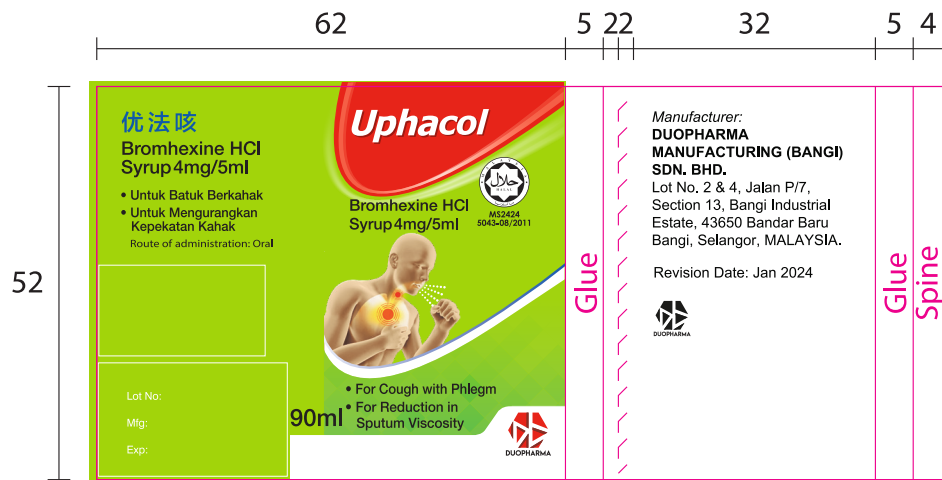 62
5
2
2
32
5
4
52
优法咳
Bromhexine HCl
Syrup 4mg/5ml
• Untuk Batuk Berkahak
• Untuk Mengurangkan
Kepekatan Kahak
Route of administration: Oral
Lot No:
Mfg:
Exp:
Uphacol
حلال
HALAL
MS2424
5043-08/2011
Bromhexine HCl
Syrup 4mg/5ml
90ml
• For Cough with Phlegm
• For Reduction in
Sputum Viscosity
DUOPHARMA
Glue
Manufacturer:
DUOPHARMA
MANUFACTURING (BANGI)
SDN. BHD.
Lot No. 2 & 4, Jalan P/7,
Section 13, Bangi Industrial
Estate, 43650 Bandar Baru
Bangi, Selangor, MALAYSIA.
Revision Date: Jan 2024
DUOPHARMA
Glue
Spine